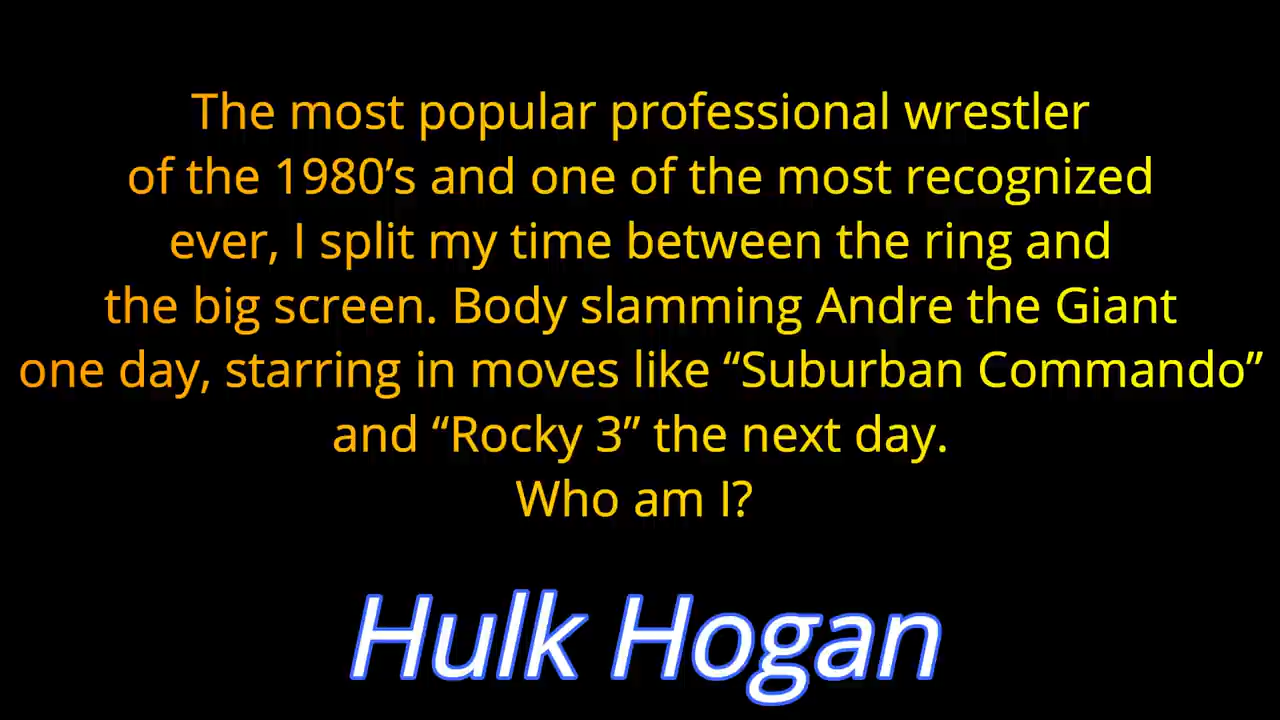 The most popular professional wrestler
of the 1980’s and one of the most recognized
ever, I split my time between the ring and
the big screen. Body slamming Andre the Giant
one day, starring in moves like “Suburban Commando”
and “Rocky 3” the next day.
Who am I?
Hulk Hogan